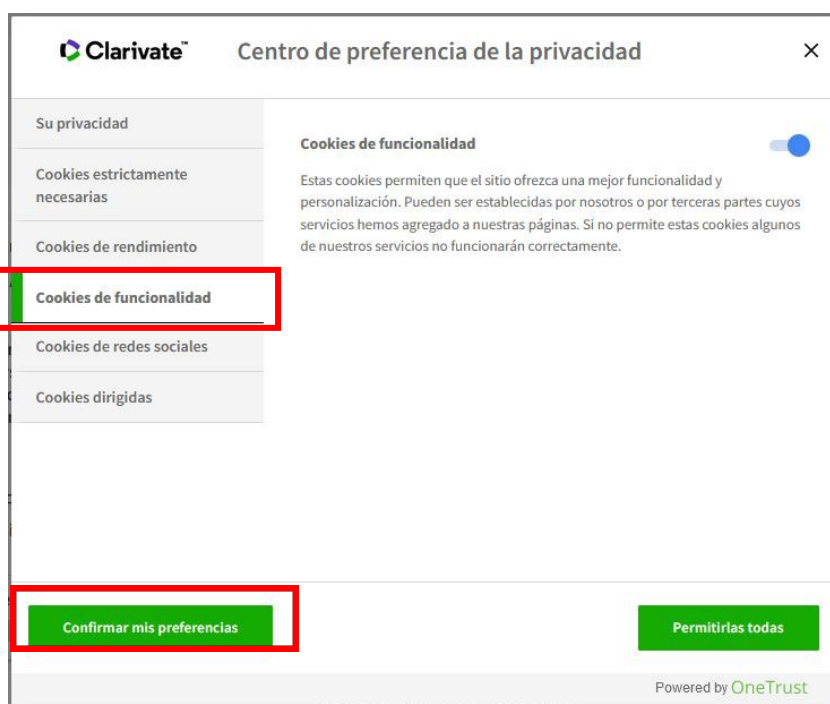 Clarivate™
Centro de preferencia de la privacidad
Su privacidad
Cookies estrictamente
necesarias
Cookies de rendimiento
Cookies de funcionalidad
Cookies de redes sociales
Cookies dirigidas
Cookies de funcionalidad
Estas cookies permiten que el sitio ofrezca una mejor funcionalidad y
personalización. Pueden ser establecidas por nosotros o por terceras partes cuyos
servicios hemos agregado a nuestras páginas. Si no permite estas cookies algunos
de nuestros servicios no funcionarán correctamente.
Confirmar mis preferencias
Permitirlas todas
Powered by OneTrust